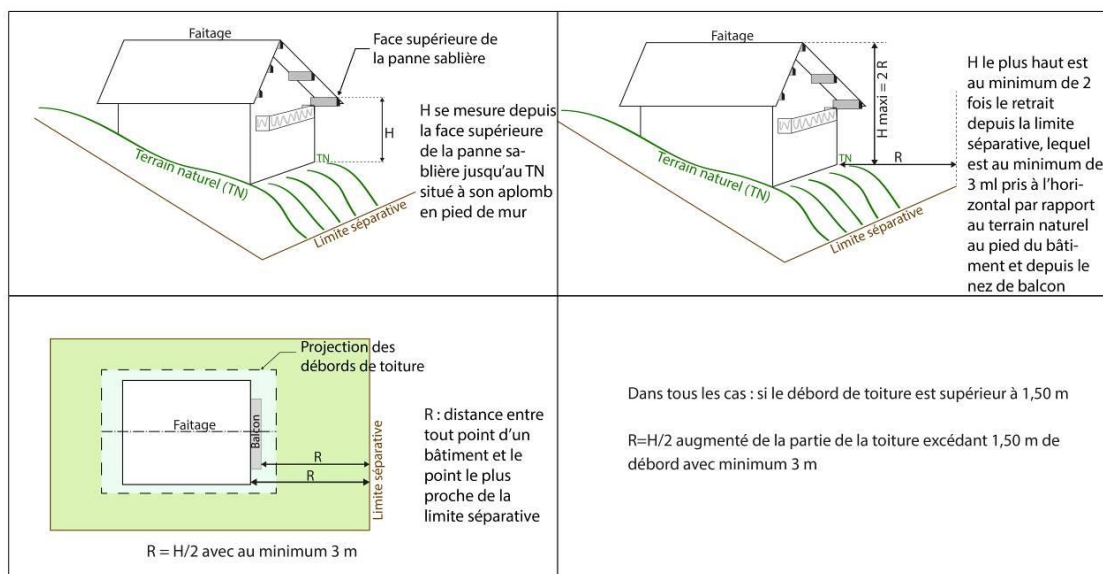 Faitage
Face supérieure de
la panne sablière
H
H se mesure depuis
la face supérieure
de la panne sa-
blière jusqu'au TN
situé à son aplomb
en pied de mur
TN
Terrain naturel (TN)
Limite séparative
Faitage
H maxi = 2 R
H le plus haut est
au minimum de 2
fois le retrait
depuis la limite
séparative, lequel
est au minimum de
3 ml pris à l'hori-
zontal par rapport
au terrain naturel
au pied du bâti-
ment et depuis le
nez de balcon
TN
R
Terrain naturel (TN)
Limite séparative
Projection des
débords de toiture
Faitage
Balcon
R
R
Limite séparative
R : distance entre
tout point d'un
bâtiment et le
point le plus
proche de la
limite séparative
R = H/2 avec au minimum 3 m
Dans tous les cas : si le débord de toiture est supérieur à 1,50 m
R=H/2 augmenté de la partie de la toiture excédant 1,50 m de
débord avec minimum 3 m